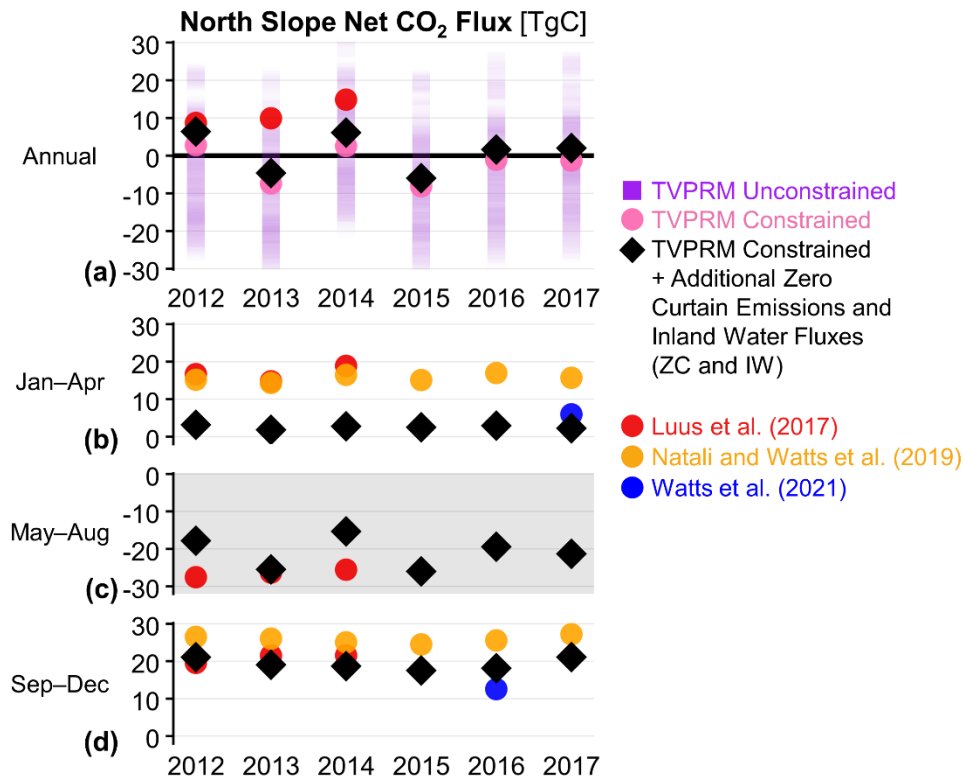 North Slope Net CO₂ Flux [TgC]
30
20
10
0
-10
-20
-30
Annual
(a)
2012 2013 2014 2015 2016 2017
30
20
10
0
Jan–Apr
(b)
0
-10
-20
-30
May–Aug
(c)
30
20
10
0
Sep–Dec
(d)
2012 2013 2014 2015 2016 2017
TVPRM Unconstrained
TVPRM Constrained
TVPRM Constrained
+ Additional Zero
Curtain Emissions and
Inland Water Fluxes
(ZC and IW)
Luus et al. (2017)
Natali and Watts et al. (2019)
Watts et al. (2021)